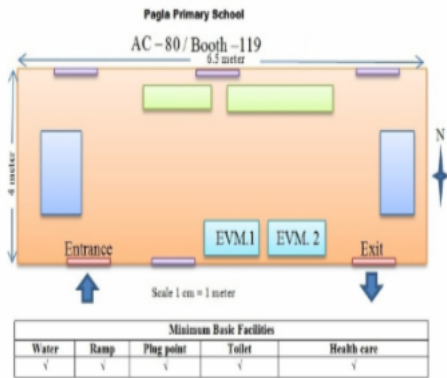 Pagla Primary School
AC – 80 / Booth –119
6.5 meter
4 meter
N
EVM.1 EVM. 2
Entrance Exit
Scale 1 cm = 1 meter
Minimum Basic Facilities
Water Ramp Plug point Toilet Health care
√ √ √ √ √